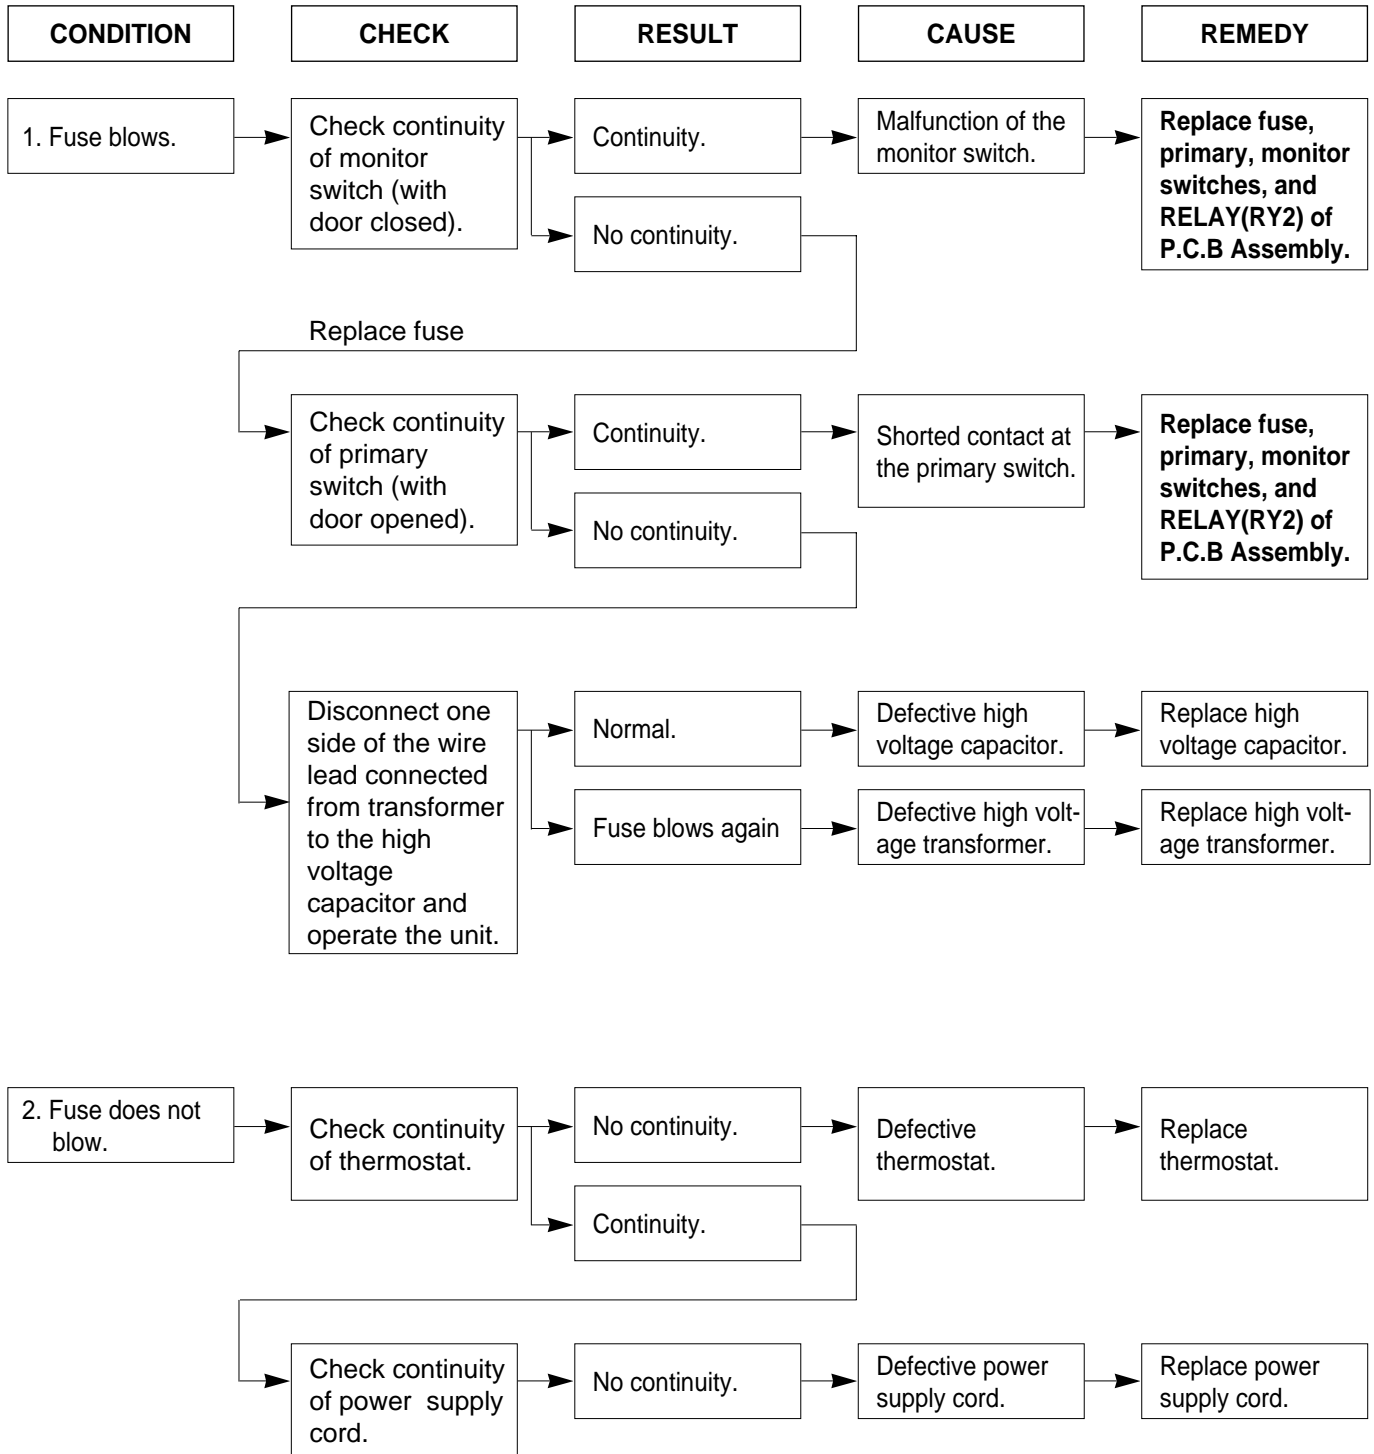 CONDITION
CHECK
RESULT
CAUSE
REMEDY
1. Fuse blows.
Check continuity
of monitor
switch (with
door closed).
Continuity.
Malfunction of the
monitor switch.
Replace fuse,
primary, monitor
switches, and
RELAY(RY2) of
P.C.B Assembly.
No continuity.
Replace fuse
Check continuity
of primary
switch (with
door opened).
Continuity.
Shorted contact at
the primary switch.
Replace fuse,
primary, monitor
switches, and
RELAY(RY2) of
P.C.B Assembly.
No continuity.
Disconnect one
side of the wire
lead connected
from transformer
to the high
voltage
capacitor and
operate the unit.
Normal.
Defective high
voltage capacitor.
Replace high
voltage capacitor.
Fuse blows again
Defective high volt-
age transformer.
Replace high volt-
age transformer.
2. Fuse does not
blow.
Check continuity
of thermostat.
No continuity.
Defective
thermostat.
Replace
thermostat.
Continuity.
Check continuity
of power supply
cord.
No continuity.
Defective power
supply cord.
Replace power
supply cord.